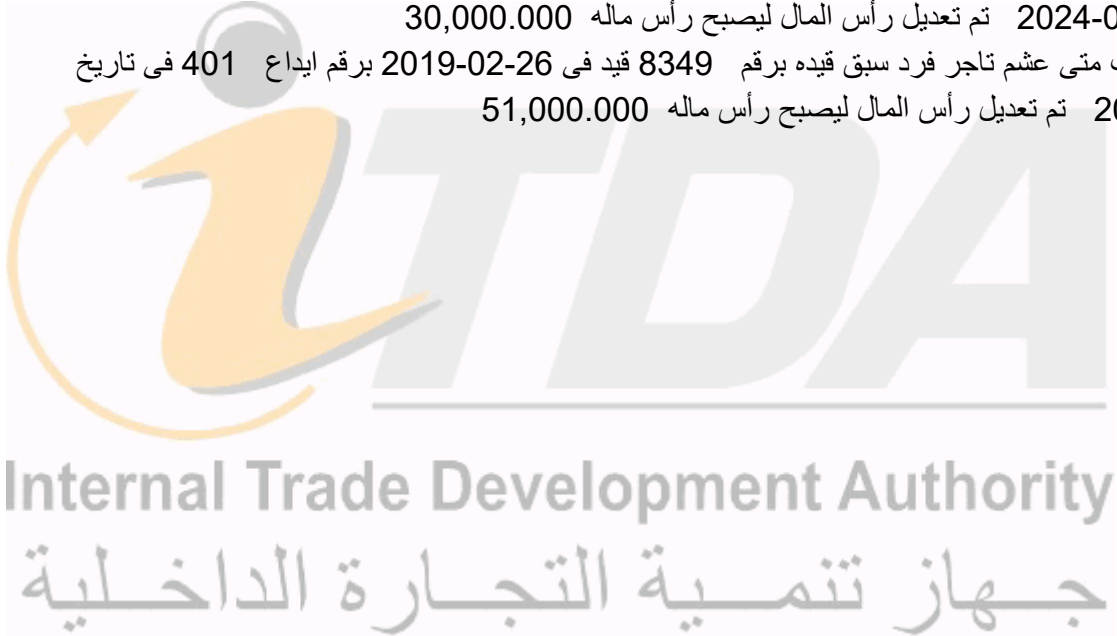 2024-0 تم تعديل رأس المال ليصبح رأس ماله 30,000.000
متى عشم تاجر فرد سبق قيده برقم 8349 قيد فى 26-02-2019 برقم ايداع 401 فى تاريخ
20 تم تعديل رأس المال ليصبح رأس ماله 51,000.000
iTDA
Internal Trade Development Authority
جهاز تنمية التجارة الداخلية